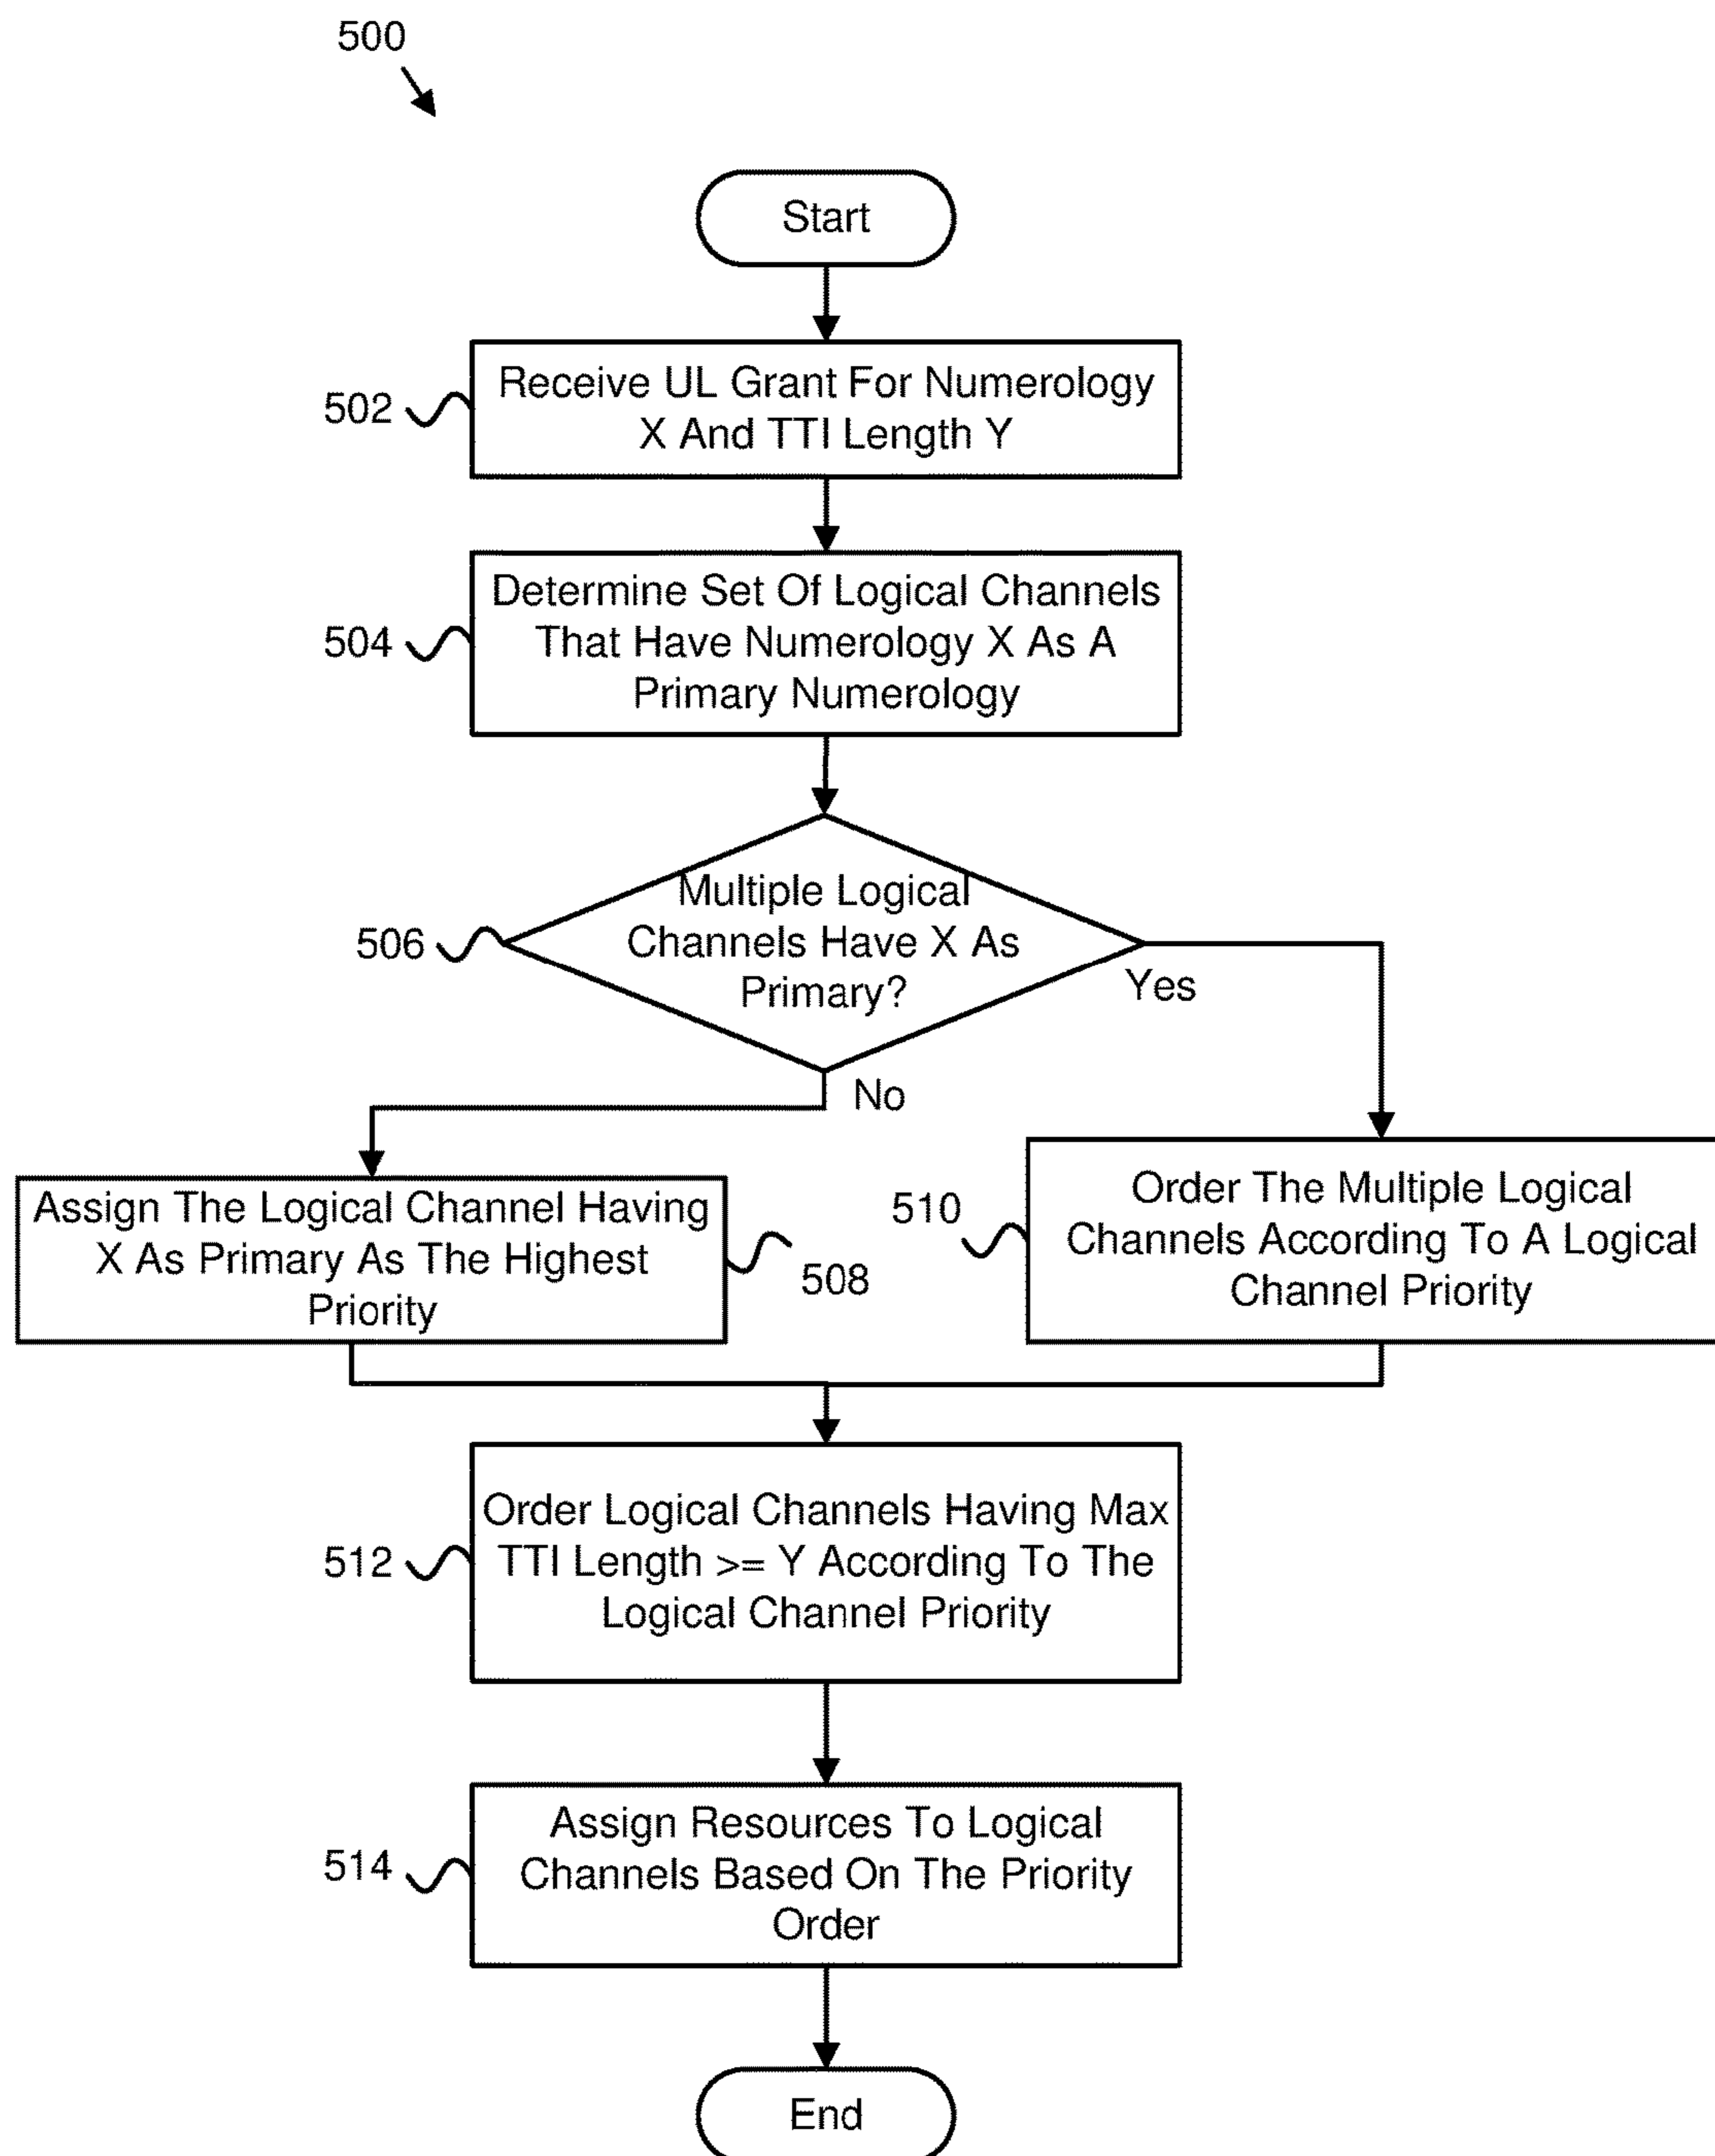 500
Start
502
Receive UL Grant For Numerology
X And TTI Length Y
504
Determine Set Of Logical Channels
That Have Numerology X As A
Primary Numerology
506
Multiple Logical
Channels Have X As
Primary?
Yes
No
Assign The Logical Channel Having
X As Primary As The Highest
Priority
508
510
Order The Multiple Logical
Channels According To A Logical
Channel Priority
512
Order Logical Channels Having Max
TTI Length >= Y According To The
Logical Channel Priority
514
Assign Resources To Logical
Channels Based On The Priority
Order
End